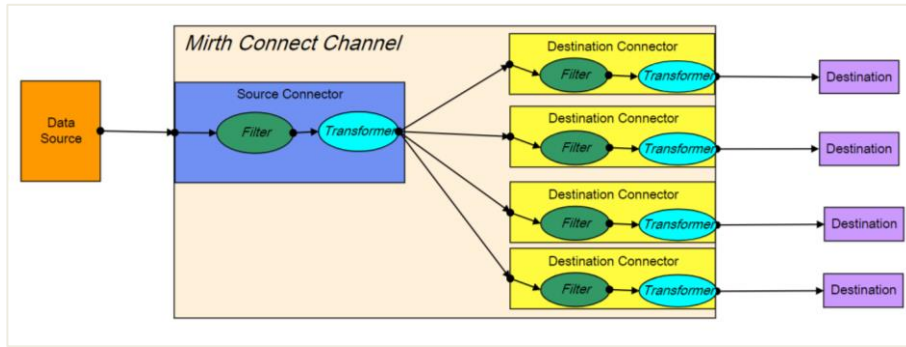 Mirth Connect Channel
Data
Source
Source Connector
Filter
Transformer
Destination Connector
Filter
Transformer
Destination
Destination Connector
Filter
Transformer
Destination
Destination Connector
Filter
Transformer
Destination
Destination Connector
Filter
Transformer
Destination